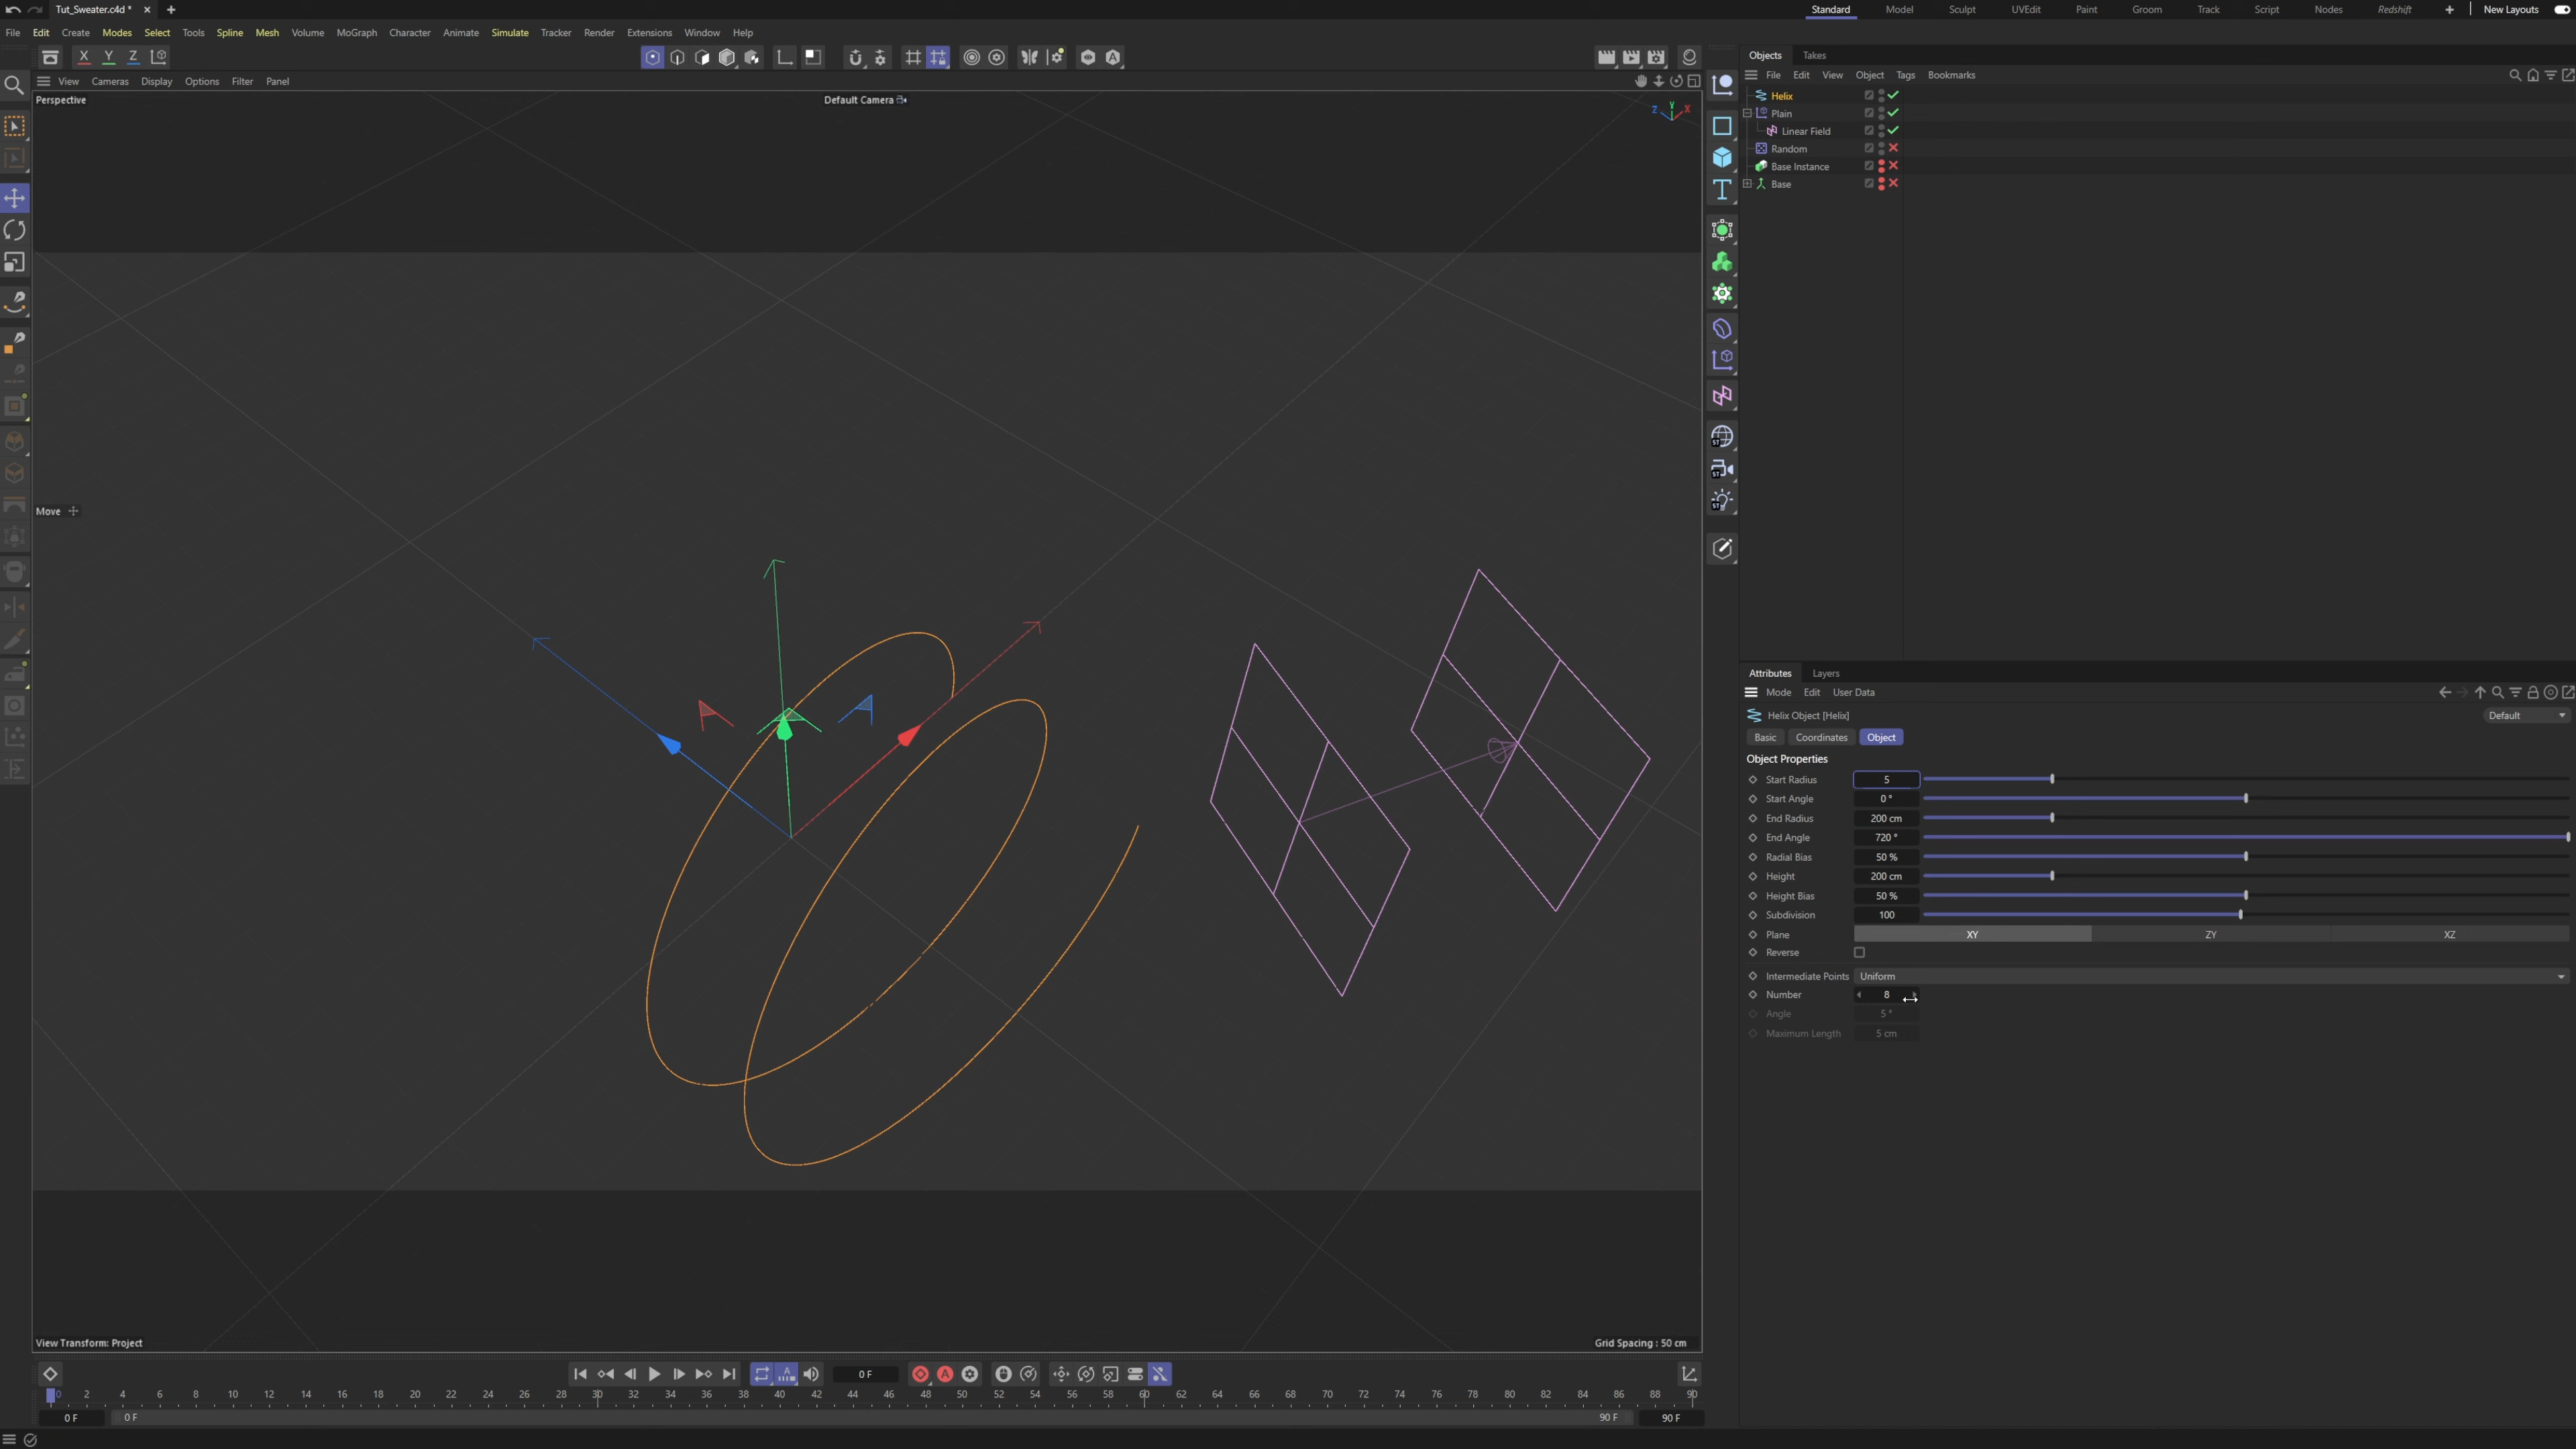 Tut_Sweater.c4d *
Standard Model Sculpt UVEdit Paint Groom Track Script Nodes Redshift New Layouts
File Edit Create Modes Select Tools Spline Mesh Volume MoGraph Character Animate Simulate Tracker Render Extensions Window Help
X Y Z
Objects Takes
View Cameras Display Options Filter Panel
File Edit View Object Tags Bookmarks
Perspective
Default Camera
Z Y X
Helix
Plain
Linear Field
Random
Base Instance
Base
T
ST
ST
ST
Move
Attributes Layers
Mode Edit User Data
Helix Object [Helix]
Default
Basic Coordinates Object
Object Properties
Start Radius 5
Start Angle 0 °
End Radius 200 cm
End Angle 720 °
Radial Bias 50 %
Height 200 cm
Height Bias 50 %
Subdivision 100
Plane XY ZY XZ
Reverse
Intermediate Points Uniform
Number 8
Angle 5 °
Maximum Length 5 cm
View Transform: Project
Grid Spacing : 50 cm
0 F
0 2 4 6 8 10 12 14 16 18 20 22 24 26 28 30 32 34 36 38 40 42 44 46 48 50 52 54 56 58 60 62 64 66 68 70 72 74 76 78 80 82 84 86 88 90
0 F 0 F 90 F 90 F